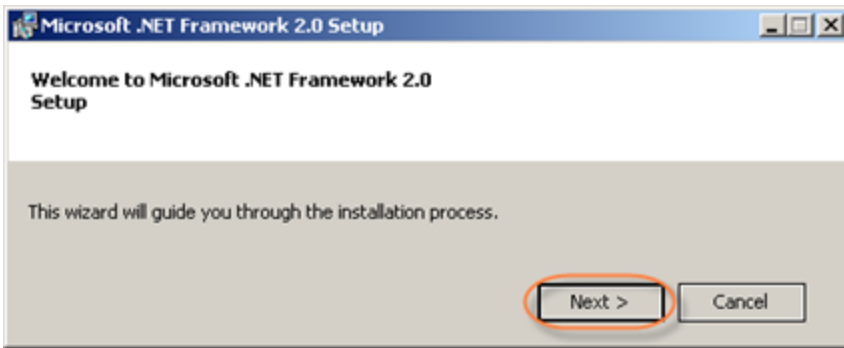 Microsoft .NET Framework 2.0 Setup
Welcome to Microsoft .NET Framework 2.0
Setup
This wizard will guide you through the installation process.
Next >
Cancel